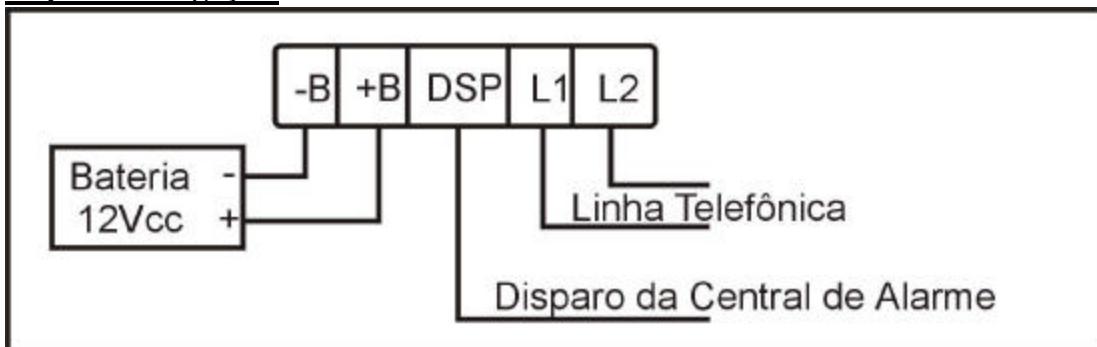 -B +B DSP L1 L2
Bateria -
12Vcc +
Linha Telefônica
Disparo da Central de Alarme